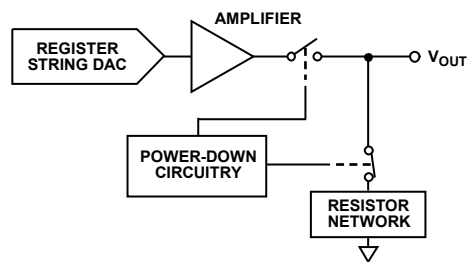 AMPLIFIER
REGISTER
STRING DAC
VOUT
POWER-DOWN
CIRCUITRY
RESISTOR
NETWORK